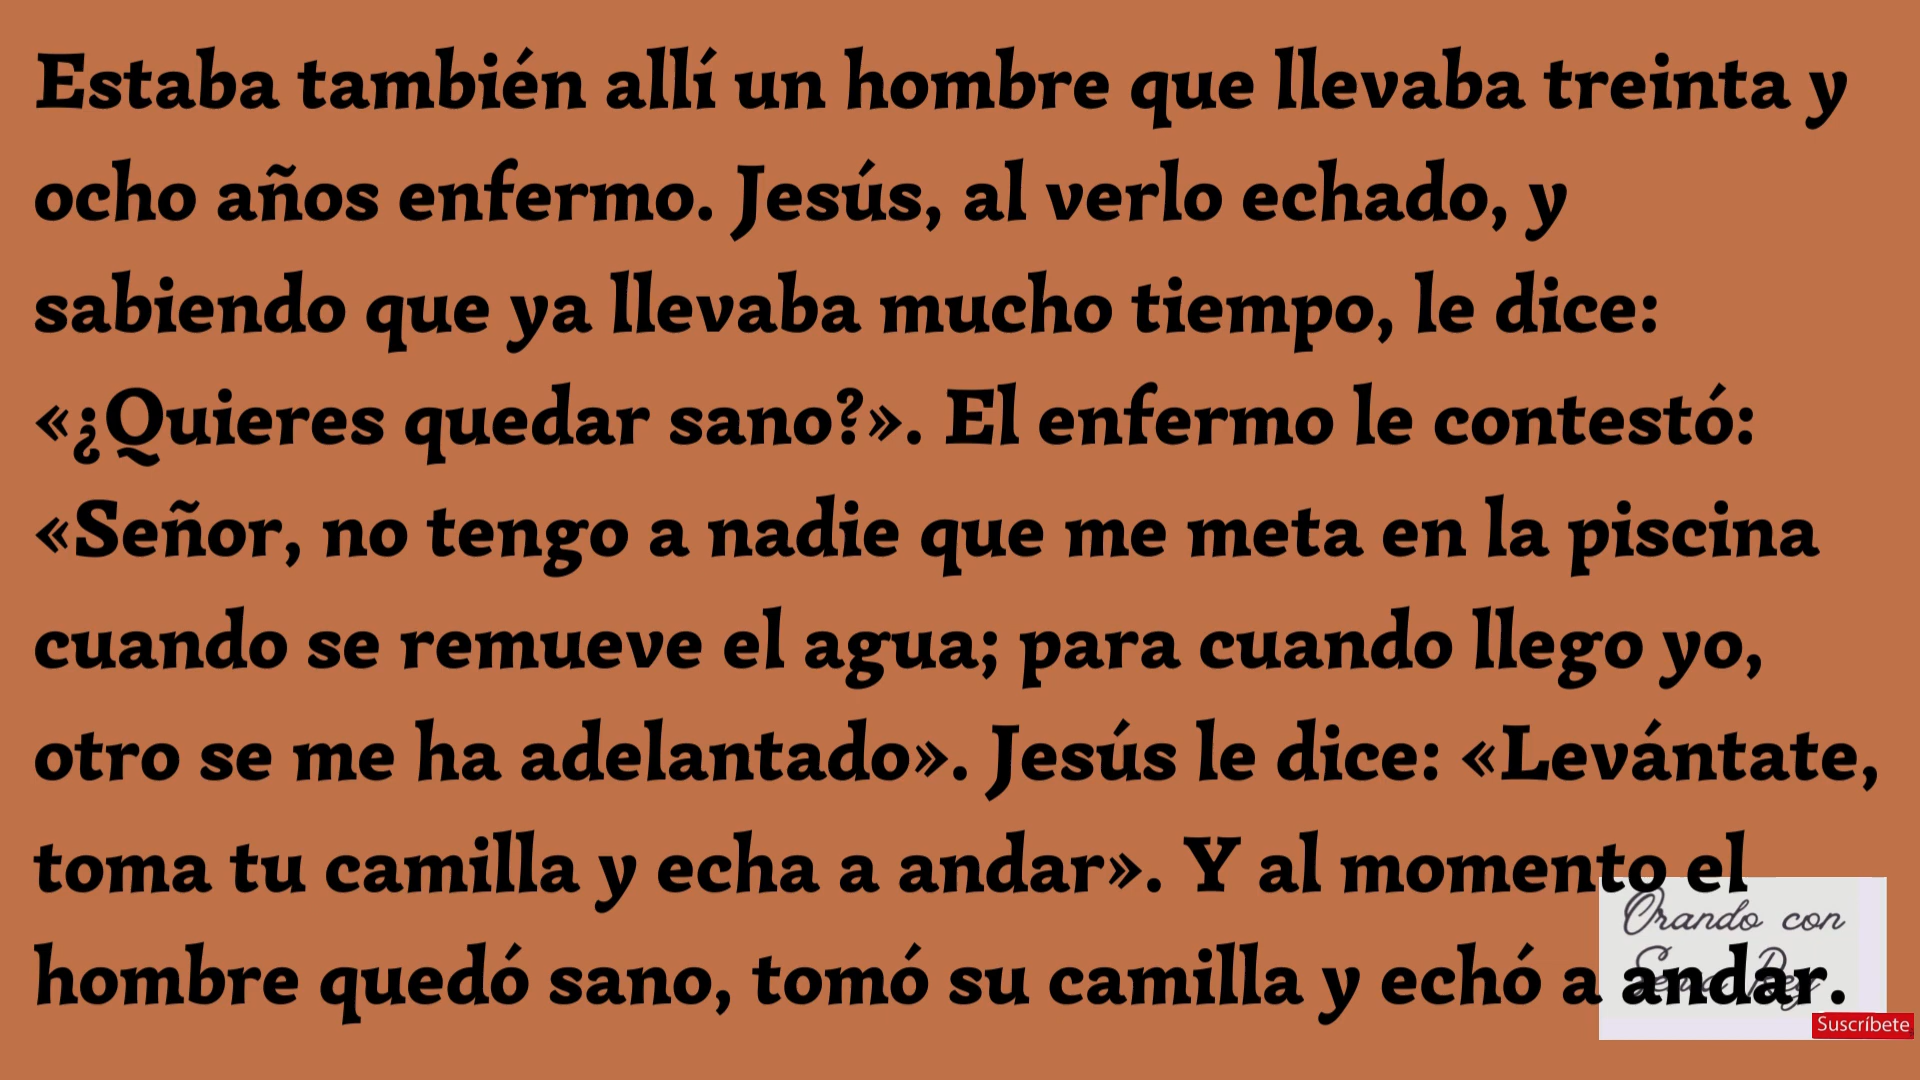 Estaba también allí un hombre que llevaba treinta y
ocho años enfermo. Jesús, al verlo echado, y
sabiendo que ya llevaba mucho tiempo, le dice:
«¿Quieres quedar sano?». El enfermo le contestó:
«Señor, no tengo a nadie que me meta en la piscina
cuando se remueve el agua; para cuando llego yo,
otro se me ha adelantado». Jesús le dice: «Levántate,
toma tu camilla y echa a andar». Y al momento el
hombre quedó sano, tomó su camilla y echó a andar.
Orando con
Suscríbete